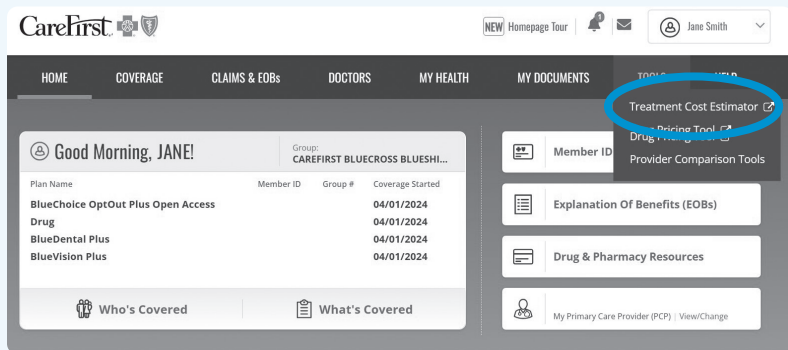 CareFirst
NEW Homepage Tour
1
Jane Smith
HOME COVERAGE CLAIMS & EOBs DOCTORS MY HEALTH MY DOCUMENTS TOOLS HELP
Treatment Cost Estimator
Drug Pricing Tool
Provider Comparison Tools
Good Morning, JANE!
Group:
CAREFIRST BLUECROSS BLUESHI...
Plan Name Member ID Group # Coverage Started
BlueChoice OptOut Plus Open Access 04/01/2024
Drug 04/01/2024
BlueDental Plus 04/01/2024
BlueVision Plus 04/01/2024
Who's Covered What's Covered
Member ID
Explanation Of Benefits (EOBs)
Drug & Pharmacy Resources
My Primary Care Provider (PCP) | View/Change